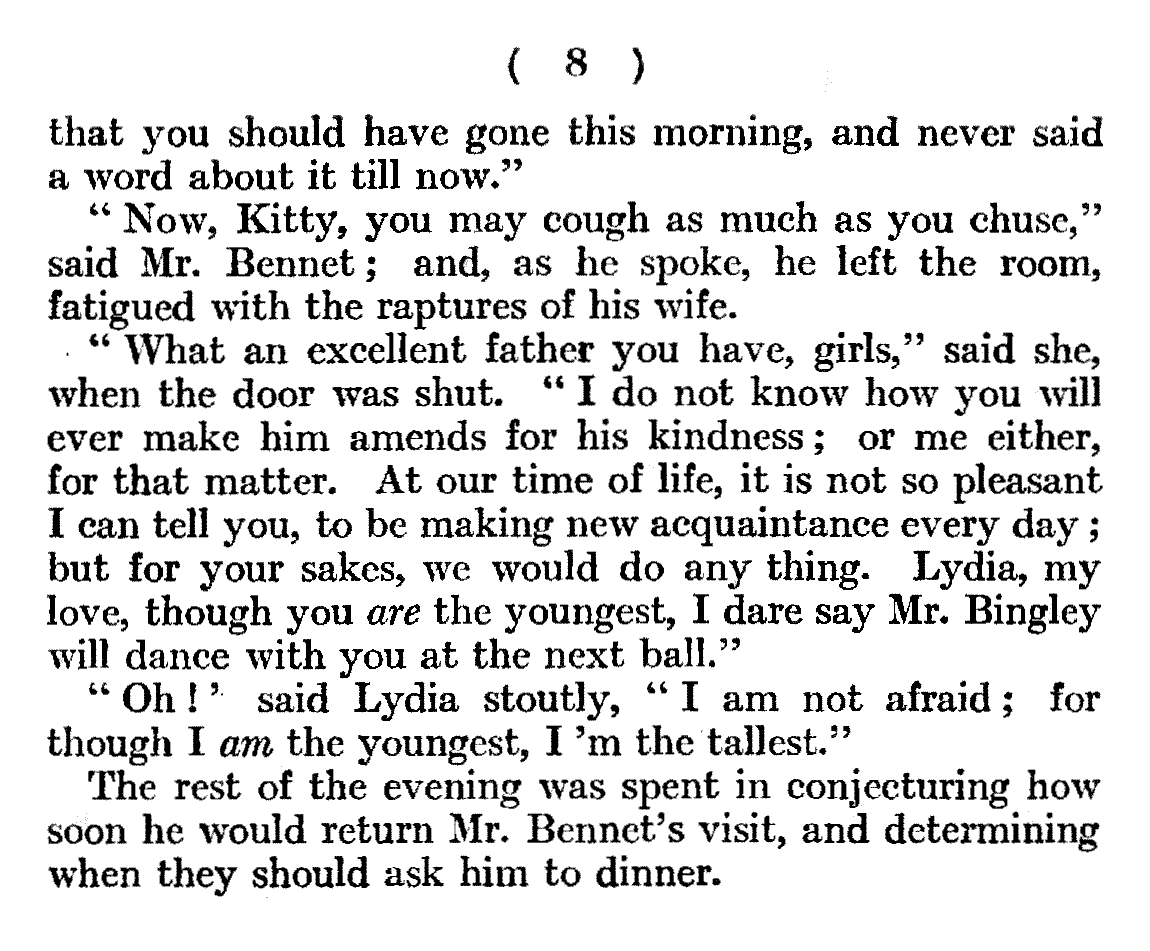 ( 8 )
that you should have gone this morning, and never said
a word about it till now.”
“ Now, Kitty, you may cough as much as you chuse,”
said Mr. Bennet ; and, as he spoke, he left the room,
fatigued with the raptures of his wife.
“ What an excellent father you have, girls,” said she,
when the door was shut. “ I do not know how you will
ever make him amends for his kindness ; or me either,
for that matter. At our time of life, it is not so pleasant
I can tell you, to be making new acquaintance every day ;
but for your sakes, we would do any thing. Lydia, my
love, though you are the youngest, I dare say Mr. Bingley
will dance with you at the next ball.”
“ Oh ! ’ said Lydia stoutly, “ I am not afraid ; for
though I am the youngest, I ’m the tallest.”
The rest of the evening was spent in conjecturing how
soon he would return Mr. Bennet’s visit, and determining
when they should ask him to dinner.